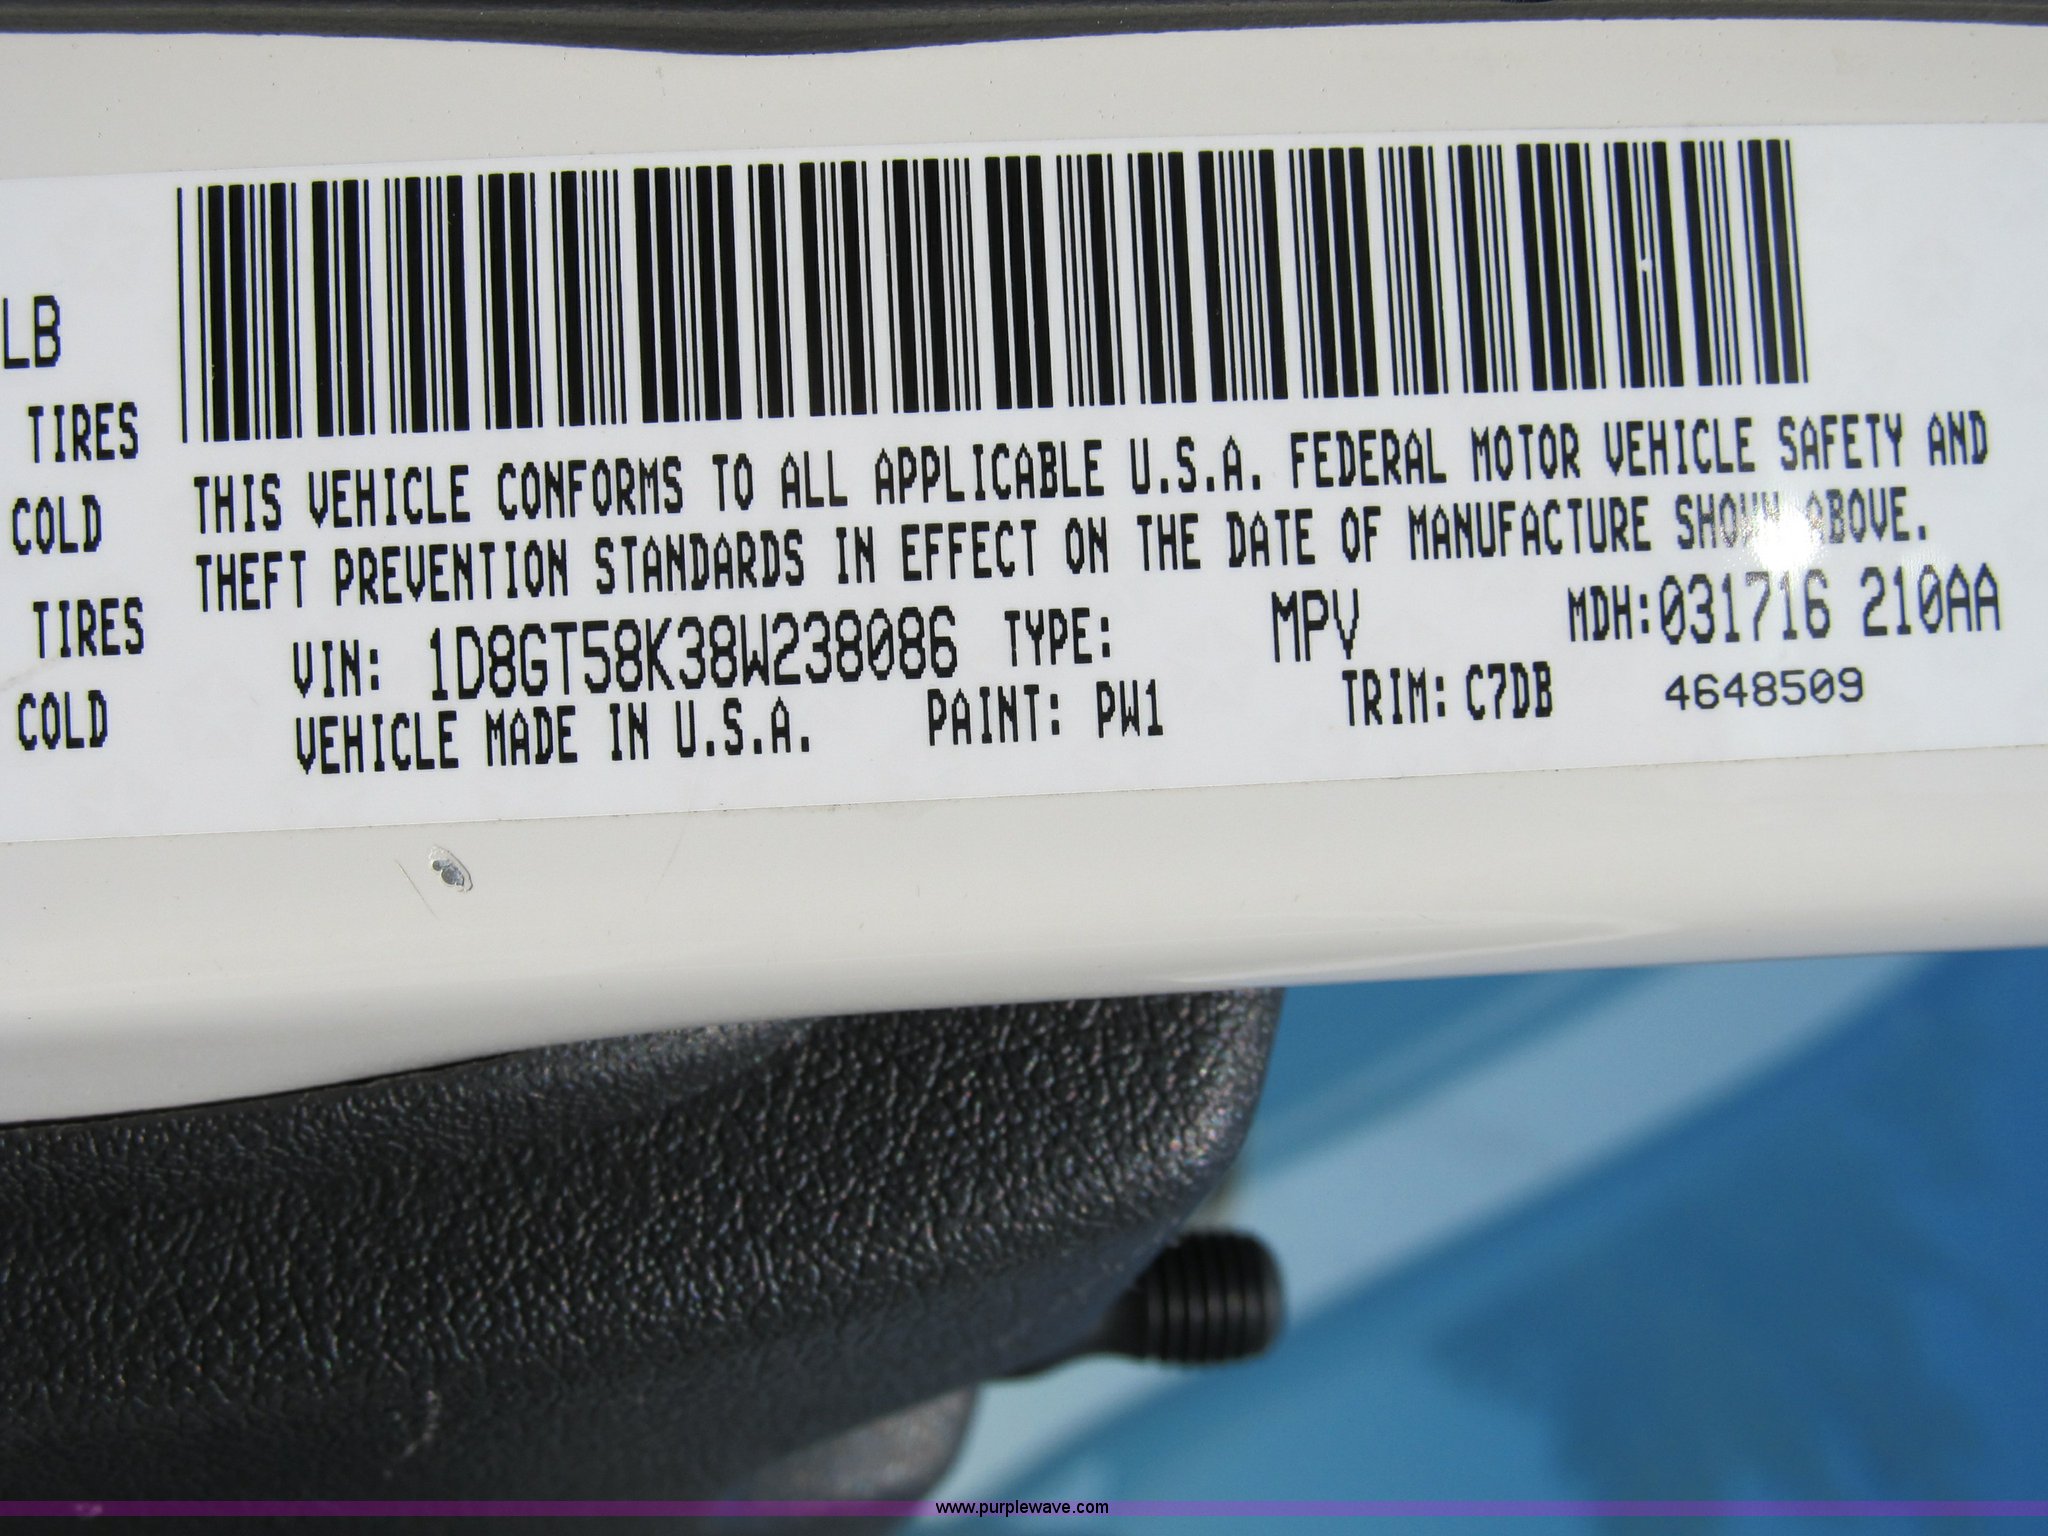 LB
TIRES
COLD
TIRES
COLD
THIS VEHICLE CONFORMS TO ALL APPLICABLE U.S.A. FEDERAL MOTOR VEHICLE SAFETY AND
THEFT PREVENTION STANDARDS IN EFFECT ON THE DATE OF MANUFACTURE SHOWN ABOVE.
VIN: 1D8GT58K38W238086 TYPE: MPV MDH:031716 210AA
VEHICLE MADE IN U.S.A. PAINT: PW1 TRIM: C7DB 4648509
www.purplewave.com